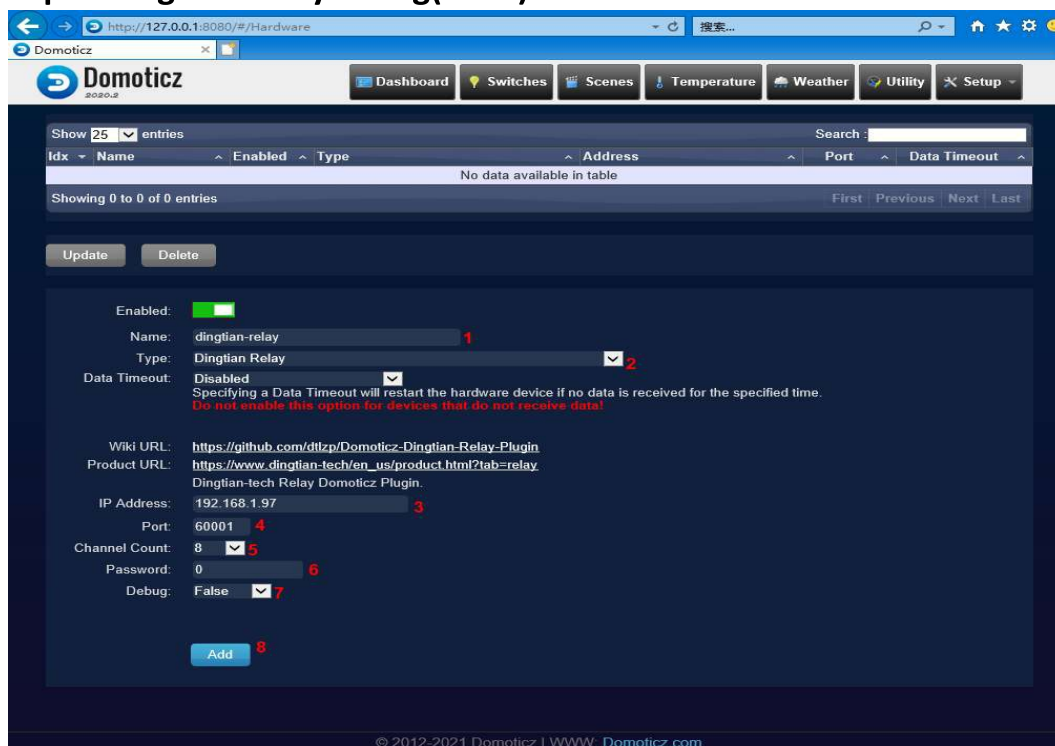 http://127.0.0.1:8080/#/Hardware 搜索...
Domoticz
Domoticz Dashboard Switches Scenes Temperature Weather Utility Setup
2020.2
Show 25 entries Search :
Idx Name Enabled Type Address Port Data Timeout
No data available in table
Showing 0 to 0 of 0 entries First Previous Next Last
Update Delete
Enabled:
Name: dingtian-relay 1
Type: Dingtian Relay 2
Data Timeout: Disabled
Specifying a Data Timeout will restart the hardware device if no data is received for the specified time.
Do not enable this option for devices that do not receive data!
Wiki URL: https://github.com/dtlzp/Domoticz-Dingtian-Relay-Plugin
Product URL: https://www.dingtian-tech/en_us/product.html?tab=relay
Dingtian-tech Relay Domoticz Plugin.
IP Address: 192.168.1.97 3
Port: 60001 4
Channel Count: 8 5
Password: 0 6
Debug: False 7
Add 8
© 2012-2021 Domoticz | WWW: Domoticz.com